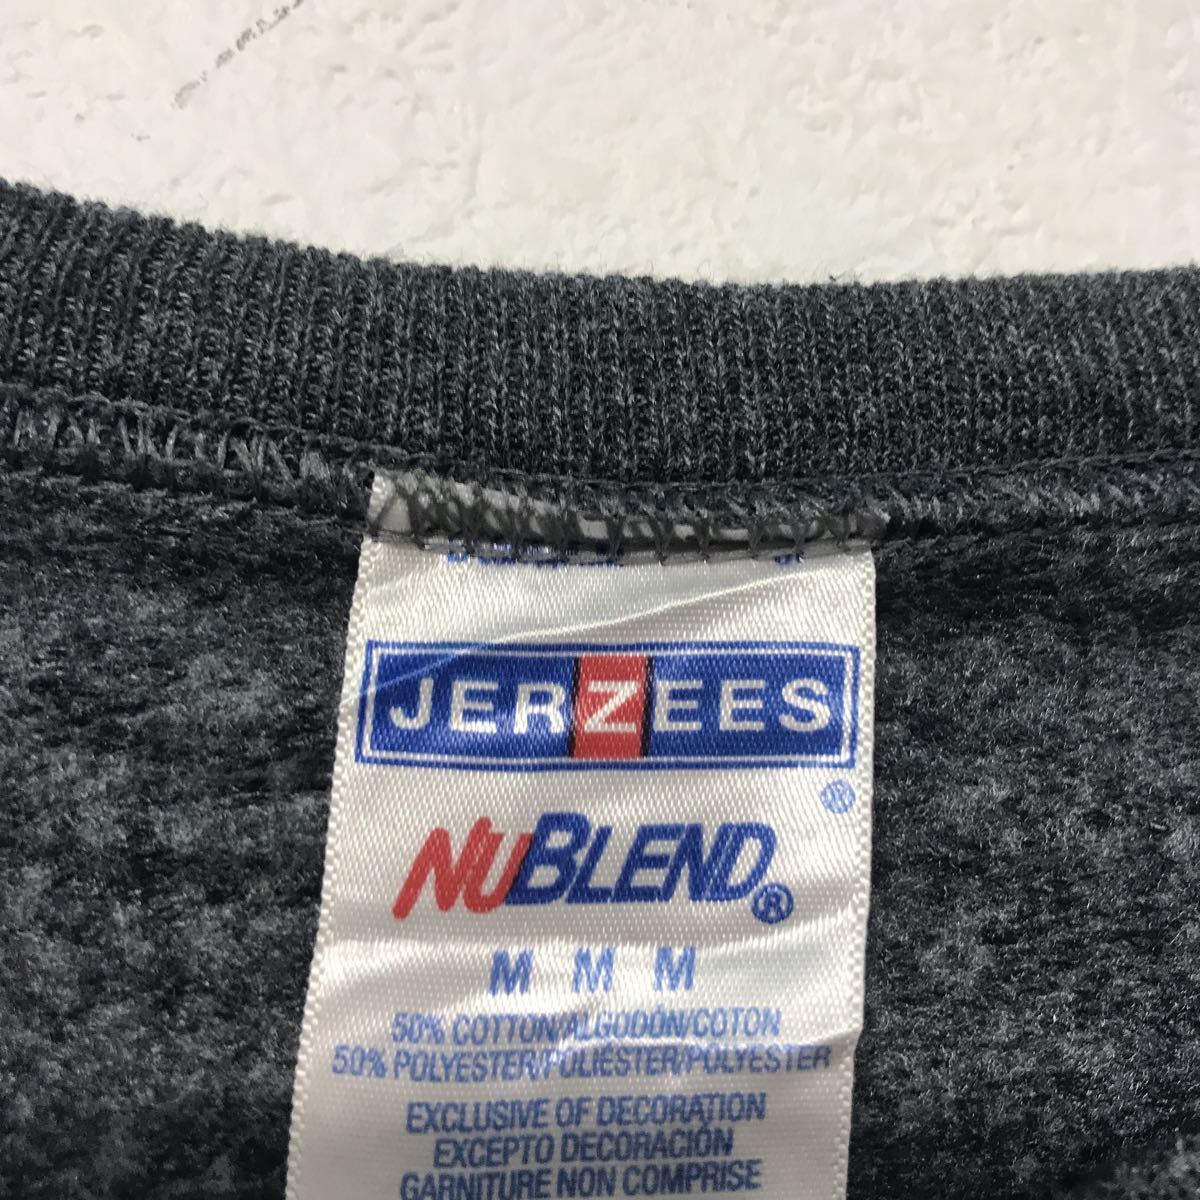 JERZEES
®
NUBLEND®
M M M
50% COTTON/ALGODÓN/COTON
50% POLYESTER/POLIÉSTER/POLYESTER
EXCLUSIVE OF DECORATION
EXCEPTO DECORACIÓN
GARNITURE NON COMPRISE